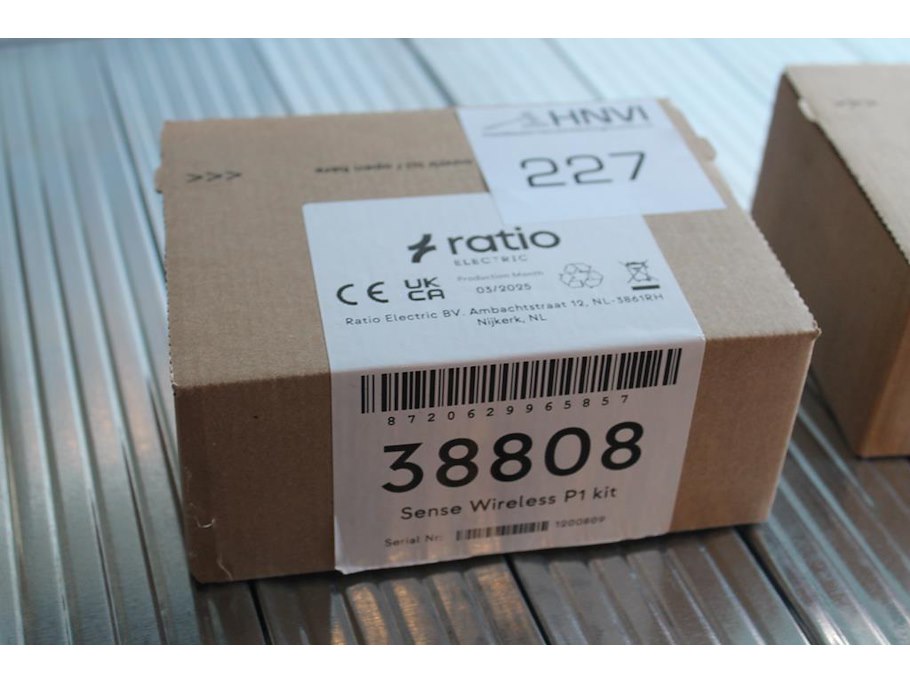 HNVI
227
>>>
ratio
ELECTRIC
CE UK CA
Production Month
03/2025
Ratio Electric BV. Ambachtstraat 12, NL-3861RH
Nijkerk, NL
8720629965857
38808
Sense Wireless P1 kit
Serial Nr: 1200809